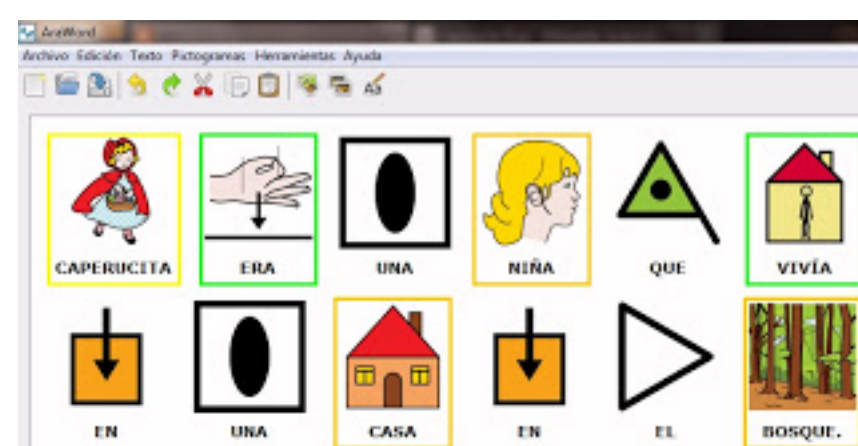 AraWord
Archivo Edición Texto Pictogramas Herramientas Ayuda
CAPERUCITA ERA UNA NIÑA QUE VIVÍA
EN UNA CASA EN EL BOSQUE.